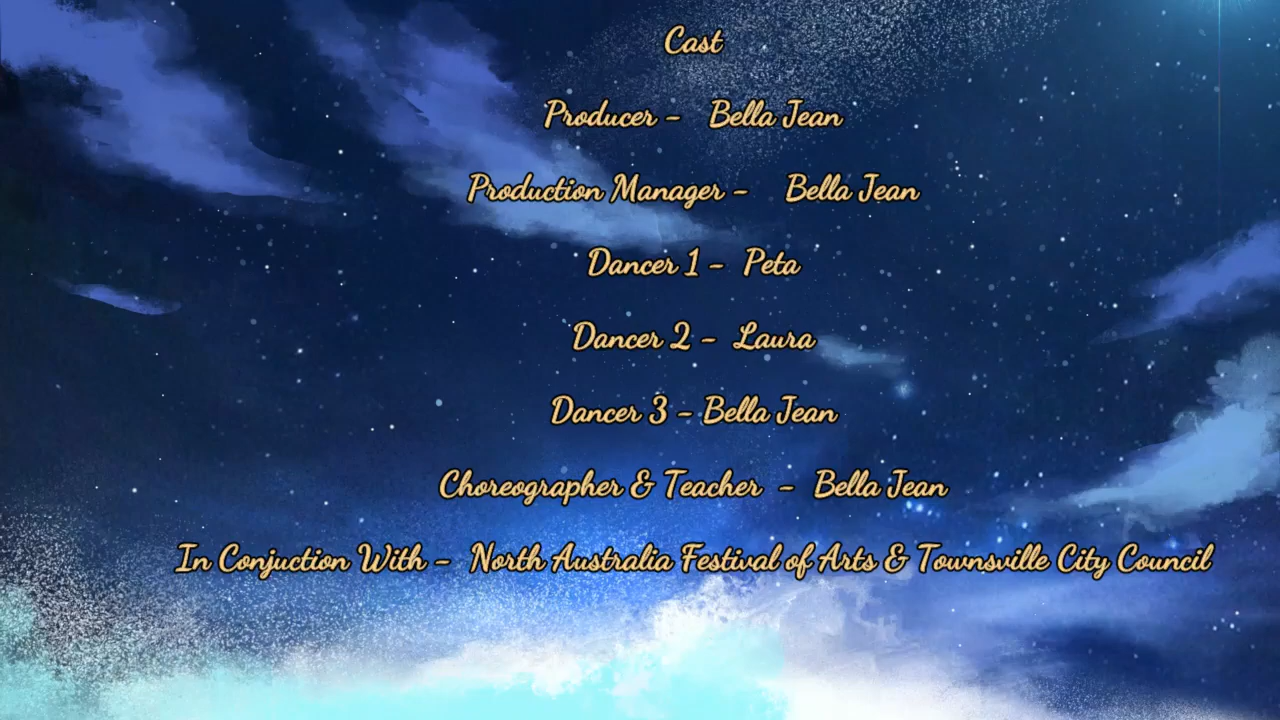 Cast
Producer - Bella Jean
Production Manager - Bella Jean
Dancer 1 - Peta
Dancer 2 - Laura
Dancer 3 - Bella Jean
Choreographer & Teacher - Bella Jean
In Conjuction With - North Australia Festival of Arts & Townsville City Council